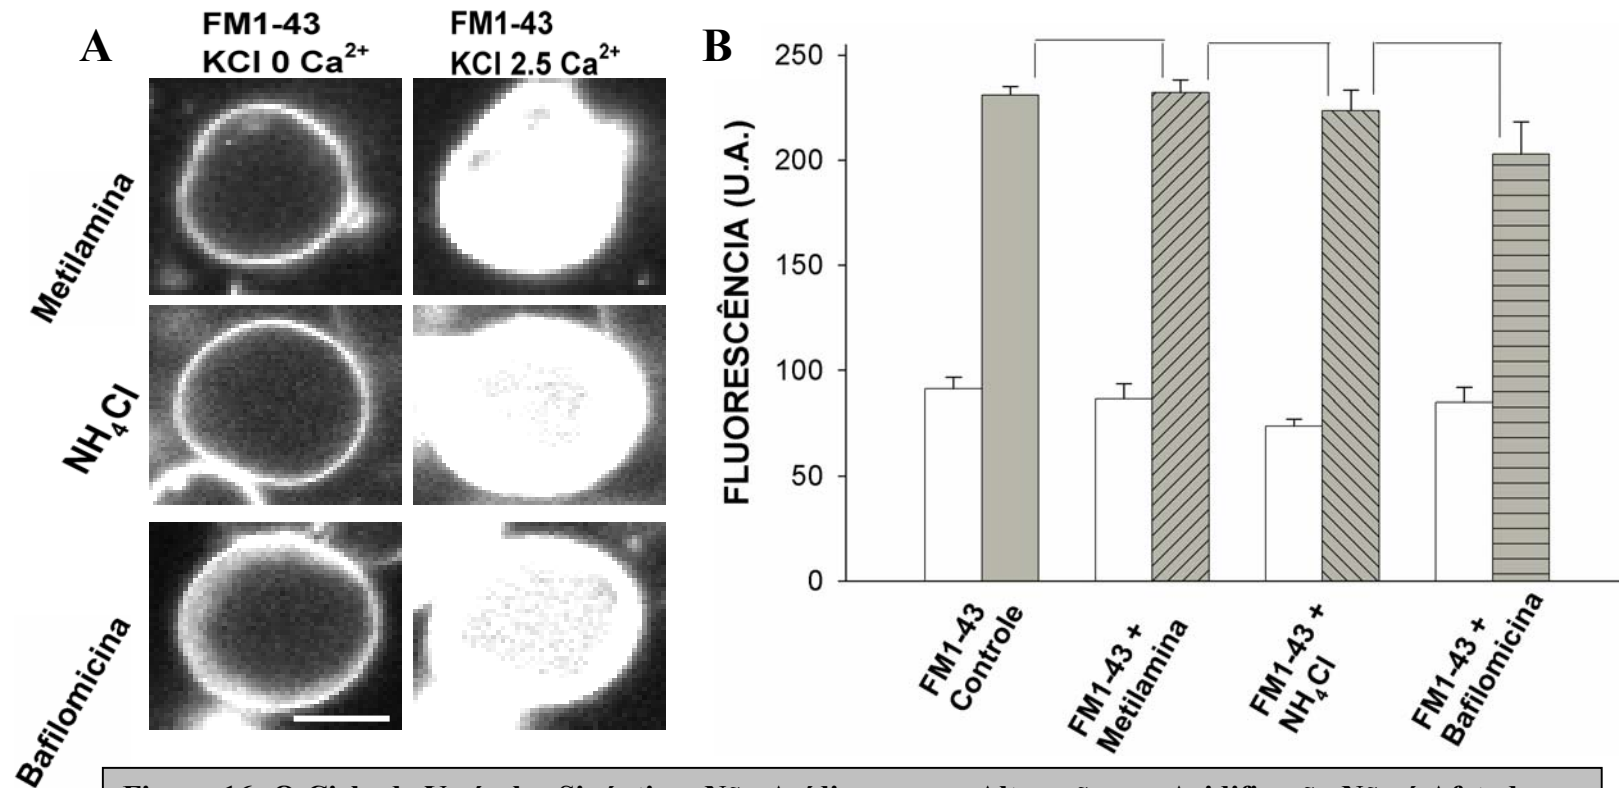 A
FM1-43
KCl 0 Ca²⁺
FM1-43
KCl 2.5 Ca²⁺
Metilamina
NH₄Cl
Bafilomicina
B
FLUORESCÊNCIA (U.A.)
250
200
150
100
50
0
FM1-43
Controle
FM1-43 +
Metilamina
FM1-43 +
NH₄Cl
FM1-43 +
Bafilomicina